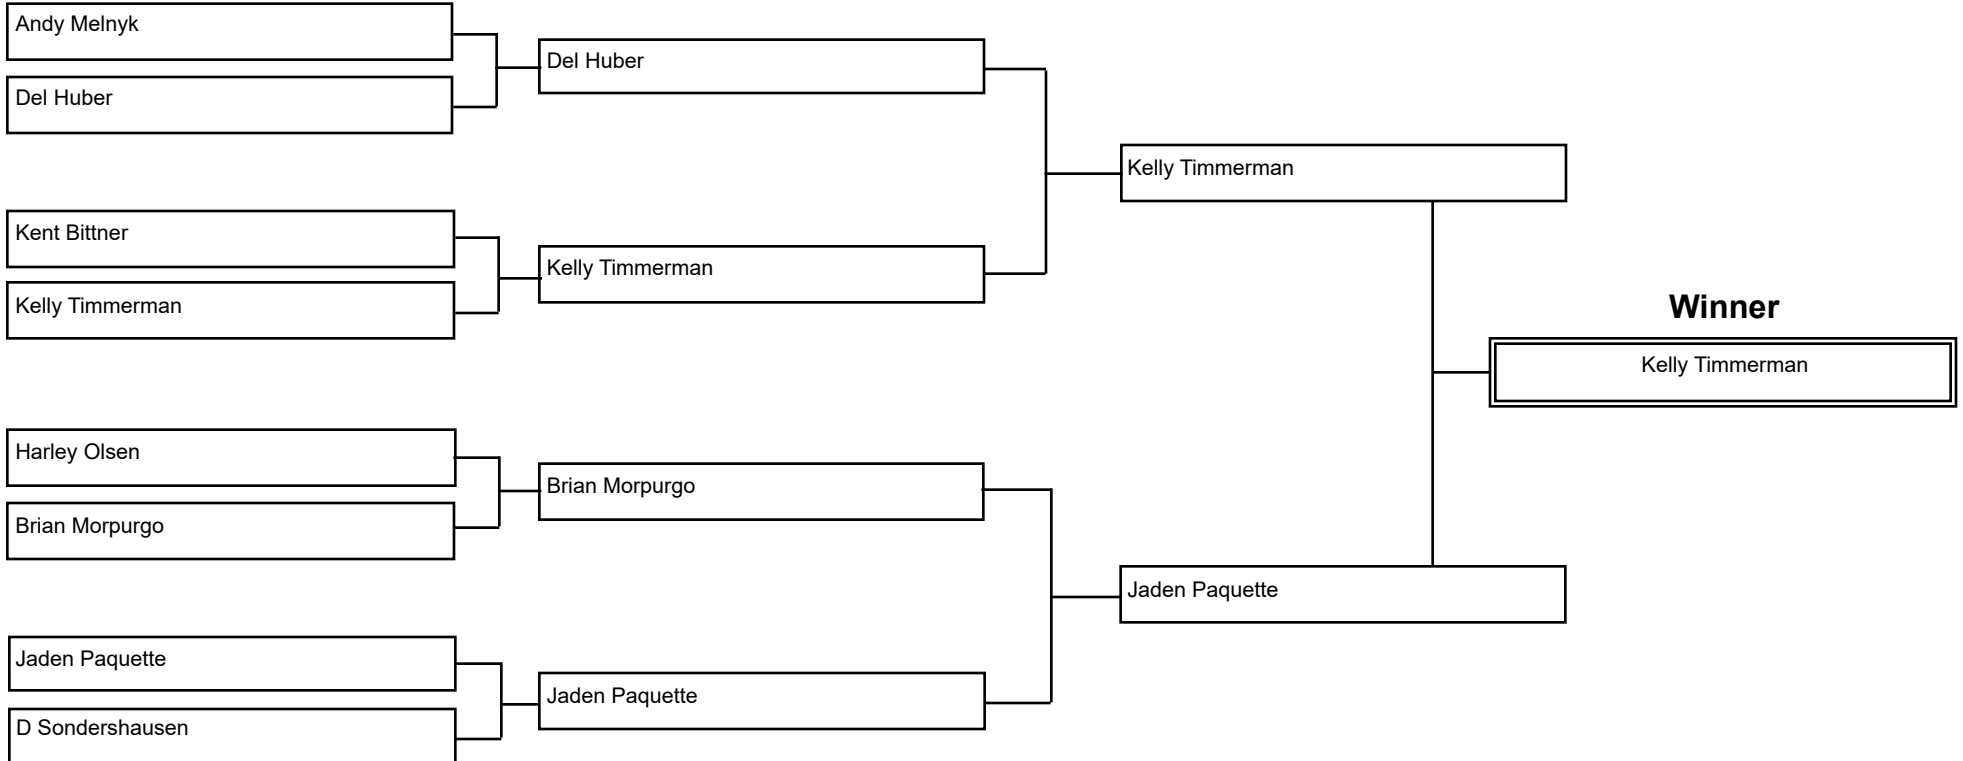 Andy Melnyk
Del Huber
Del Huber
Kelly Timmerman
Kent Bittner
Kelly Timmerman
Kelly Timmerman
Winner
Kelly Timmerman
Harley Olsen
Brian Morpurgo
Brian Morpurgo
Jaden Paquette
Jaden Paquette
Jaden Paquette
D Sondershausen